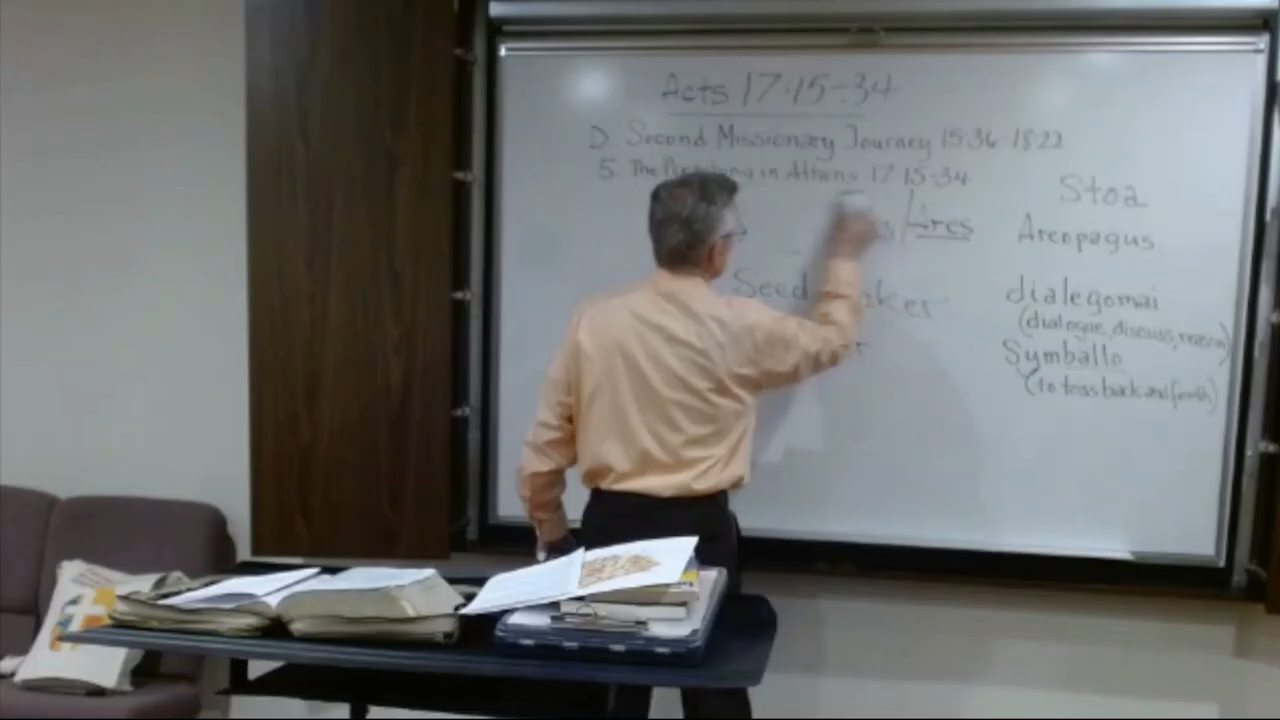 Acts 17:15-34
D Second Missionary Journey 15:36-18:22
5 The Preaching in Athens 17:15-34
Ares
Seed
Stoa
Areopagus
dialegomai
(dialogue, discuss, reason)
Symballo
(to toss back and forth)